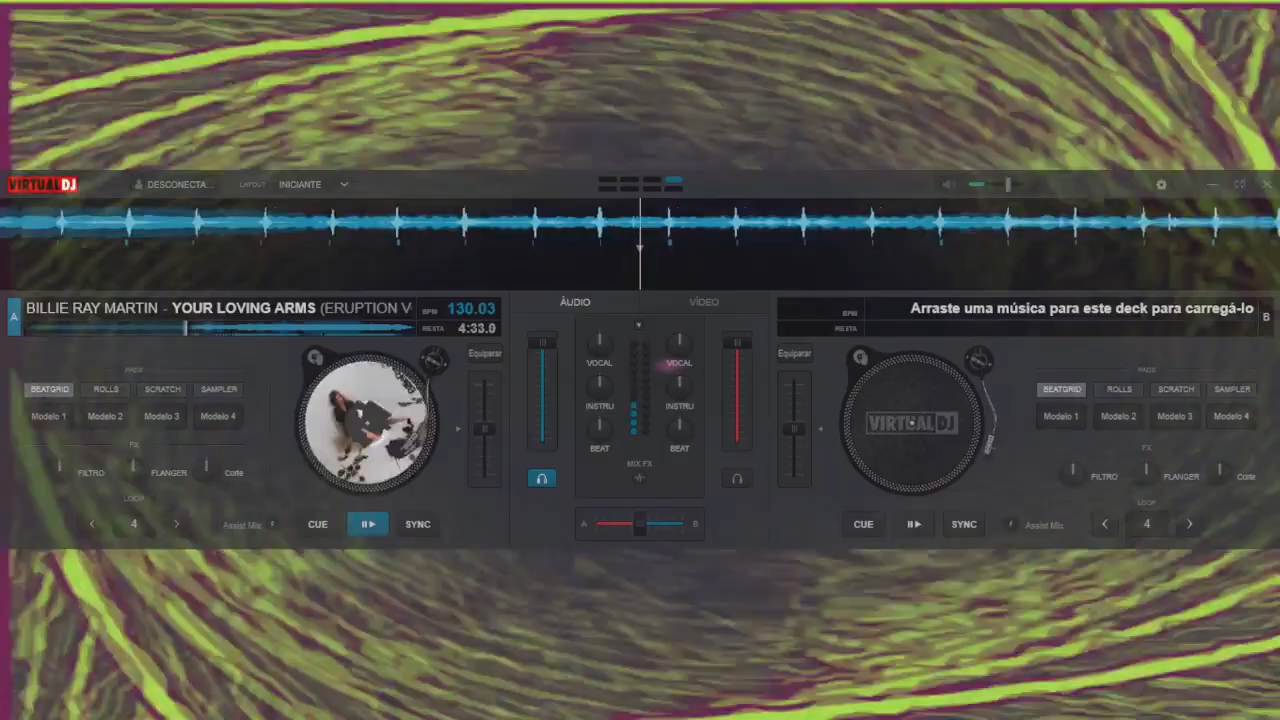 VIRTUAL DJ
DESCONECTA... LAYOUT INICIANTE
BILLIE RAY MARTIN - YOUR LOVING ARMS (ERUPTION V
A
BPM 130.03
RESTA 4:33.0
ÁUDIO VÍDEO
BPM
RESTA
Arraste uma música para este deck para carregá-lo
B
Equiparar
PADS
BEATGRID ROLLS SCRATCH SAMPLER
Modelo 1 Modelo 2 Modelo 3 Modelo 4
FX
FILTRO FLANGER Corte
LOOP
4 Assist Mix CUE SYNC
VOCAL VOCAL
INSTRU INSTRU
BEAT BEAT
MIX FX
A B
Equiparar
VIRTUAL DJ
PADS
BEATGRID ROLLS SCRATCH SAMPLER
Modelo 1 Modelo 2 Modelo 3 Modelo 4
FX
FILTRO FLANGER Corte
LOOP
CUE SYNC Assist Mix 4